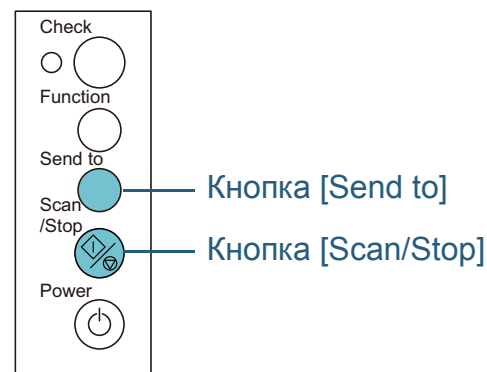 Check
Function
Send to
Кнопка [Send to]
Scan
/Stop
Кнопка [Scan/Stop]
Power